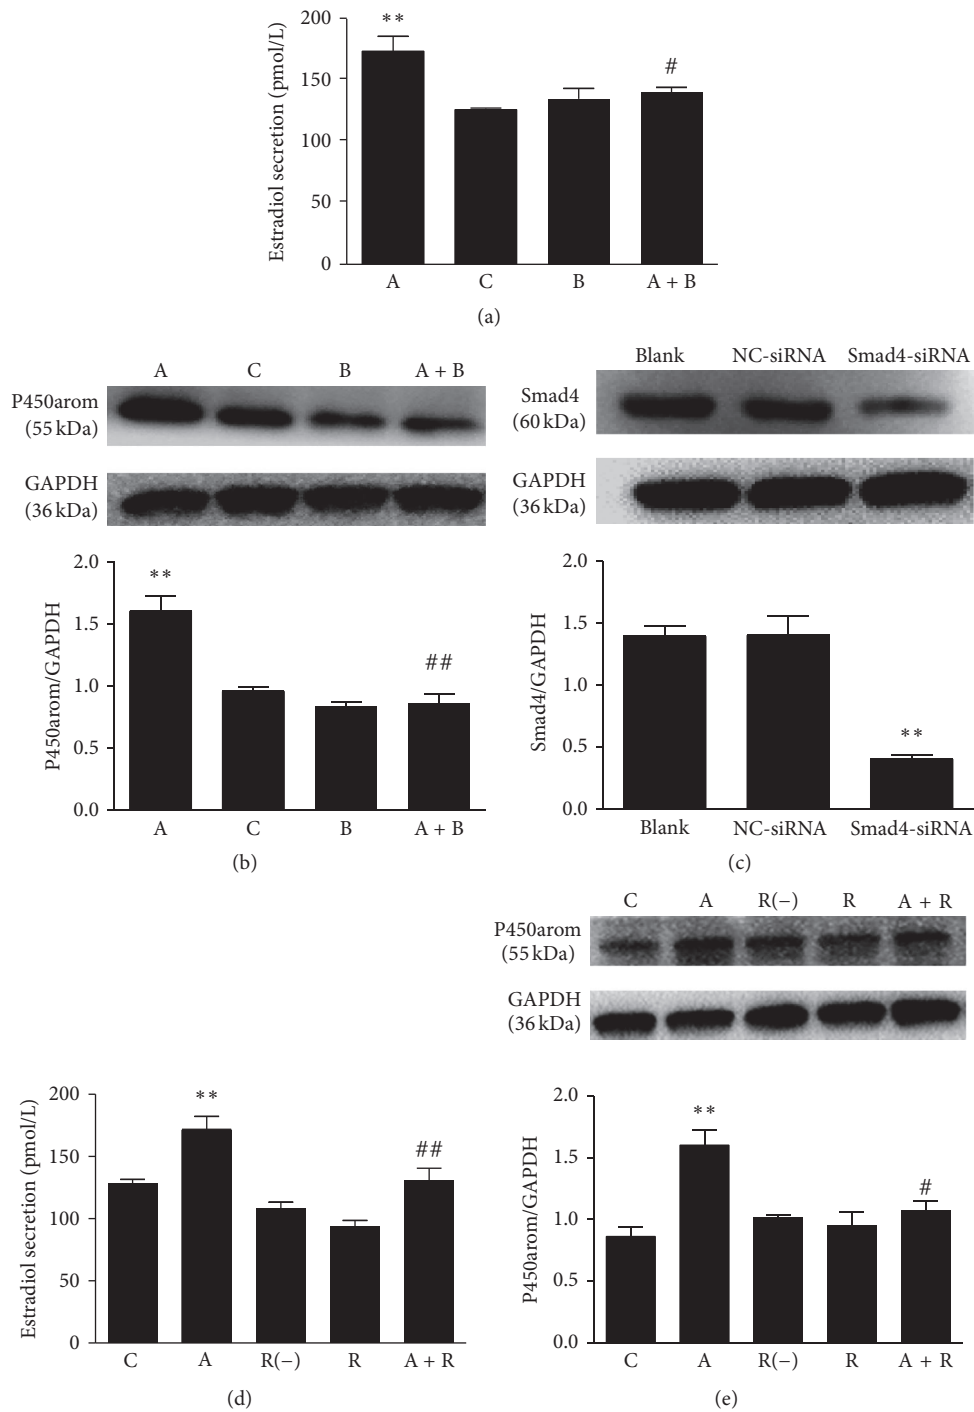 200
**
150
#
100
50
0
Estradiol secretion (pmol/L)
A C B A + B
(a)
A C B A + B
P450arom
(55 kDa)
GAPDH
(36 kDa)
2.0
**
1.5
##
1.0
0.5
0.0
P450arom/GAPDH
A C B A + B
(b)
Blank NC-siRNA Smad4-siRNA
Smad4
(60 kDa)
GAPDH
(36 kDa)
2.0
1.5
1.0
**
0.5
0.0
Smad4/GAPDH
Blank NC-siRNA Smad4-siRNA
(c)
200
**
150
##
100
50
0
Estradiol secretion (pmol/L)
C A R(−) R A + R
(d)
C A R(−) R A + R
P450arom
(55 kDa)
GAPDH
(36 kDa)
2.0
**
1.5
#
1.0
0.5
0.0
P450arom/GAPDH
C A R(−) R A + R
(e)